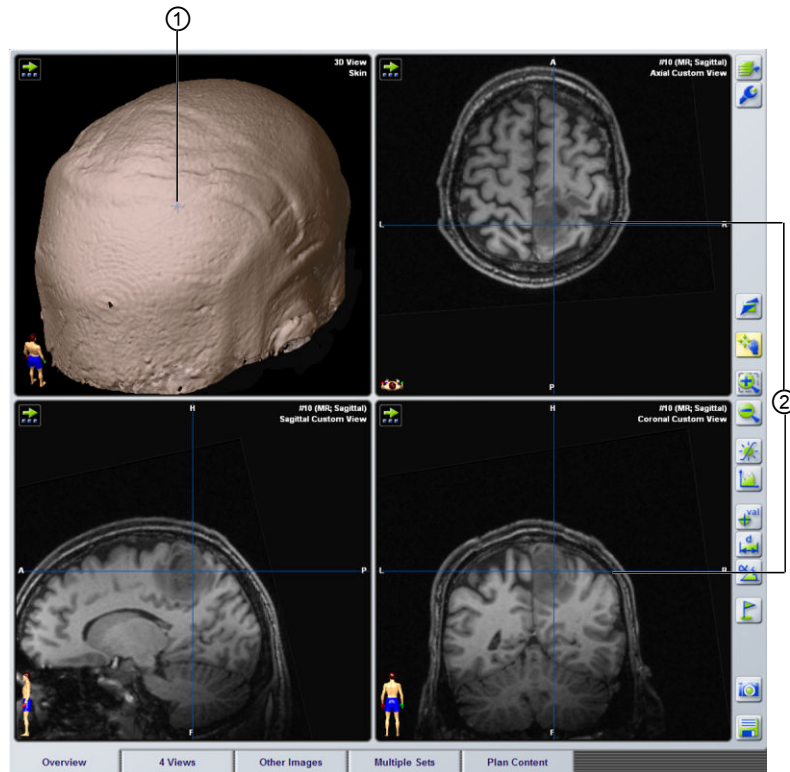 ①
3D View
Skin
A
//10 (MR; Sagittal)
Axial Custom View
L
R
P
②
H
//10 (MR; Sagittal)
Sagittal Custom View
A
P
F
H
//10 (MR; Sagittal)
Coronal Custom View
L
R
F
val
d
Overview
4 Views
Other Images
Multiple Sets
Plan Content